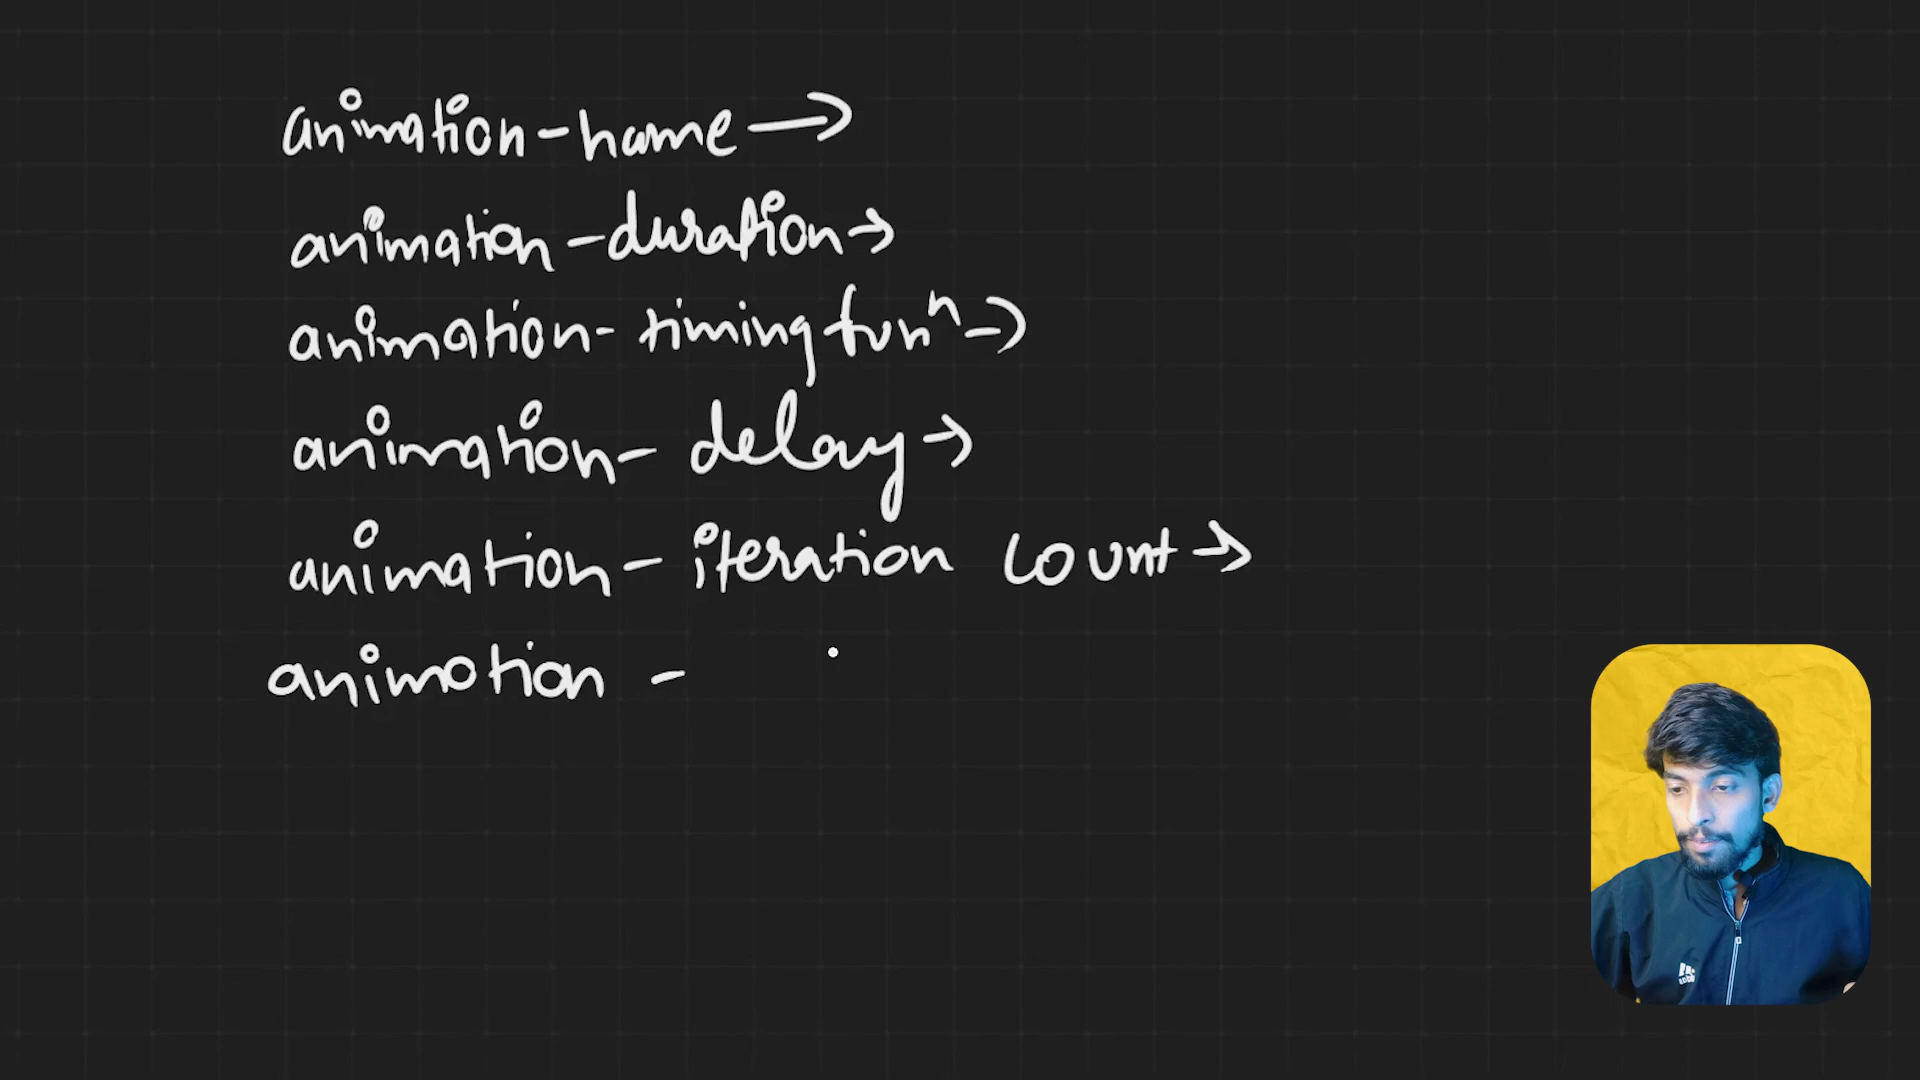 animation-name →
animation-duration →
animation-timing funⁿ →
animation-delay →
animation-iteration count →
animation -